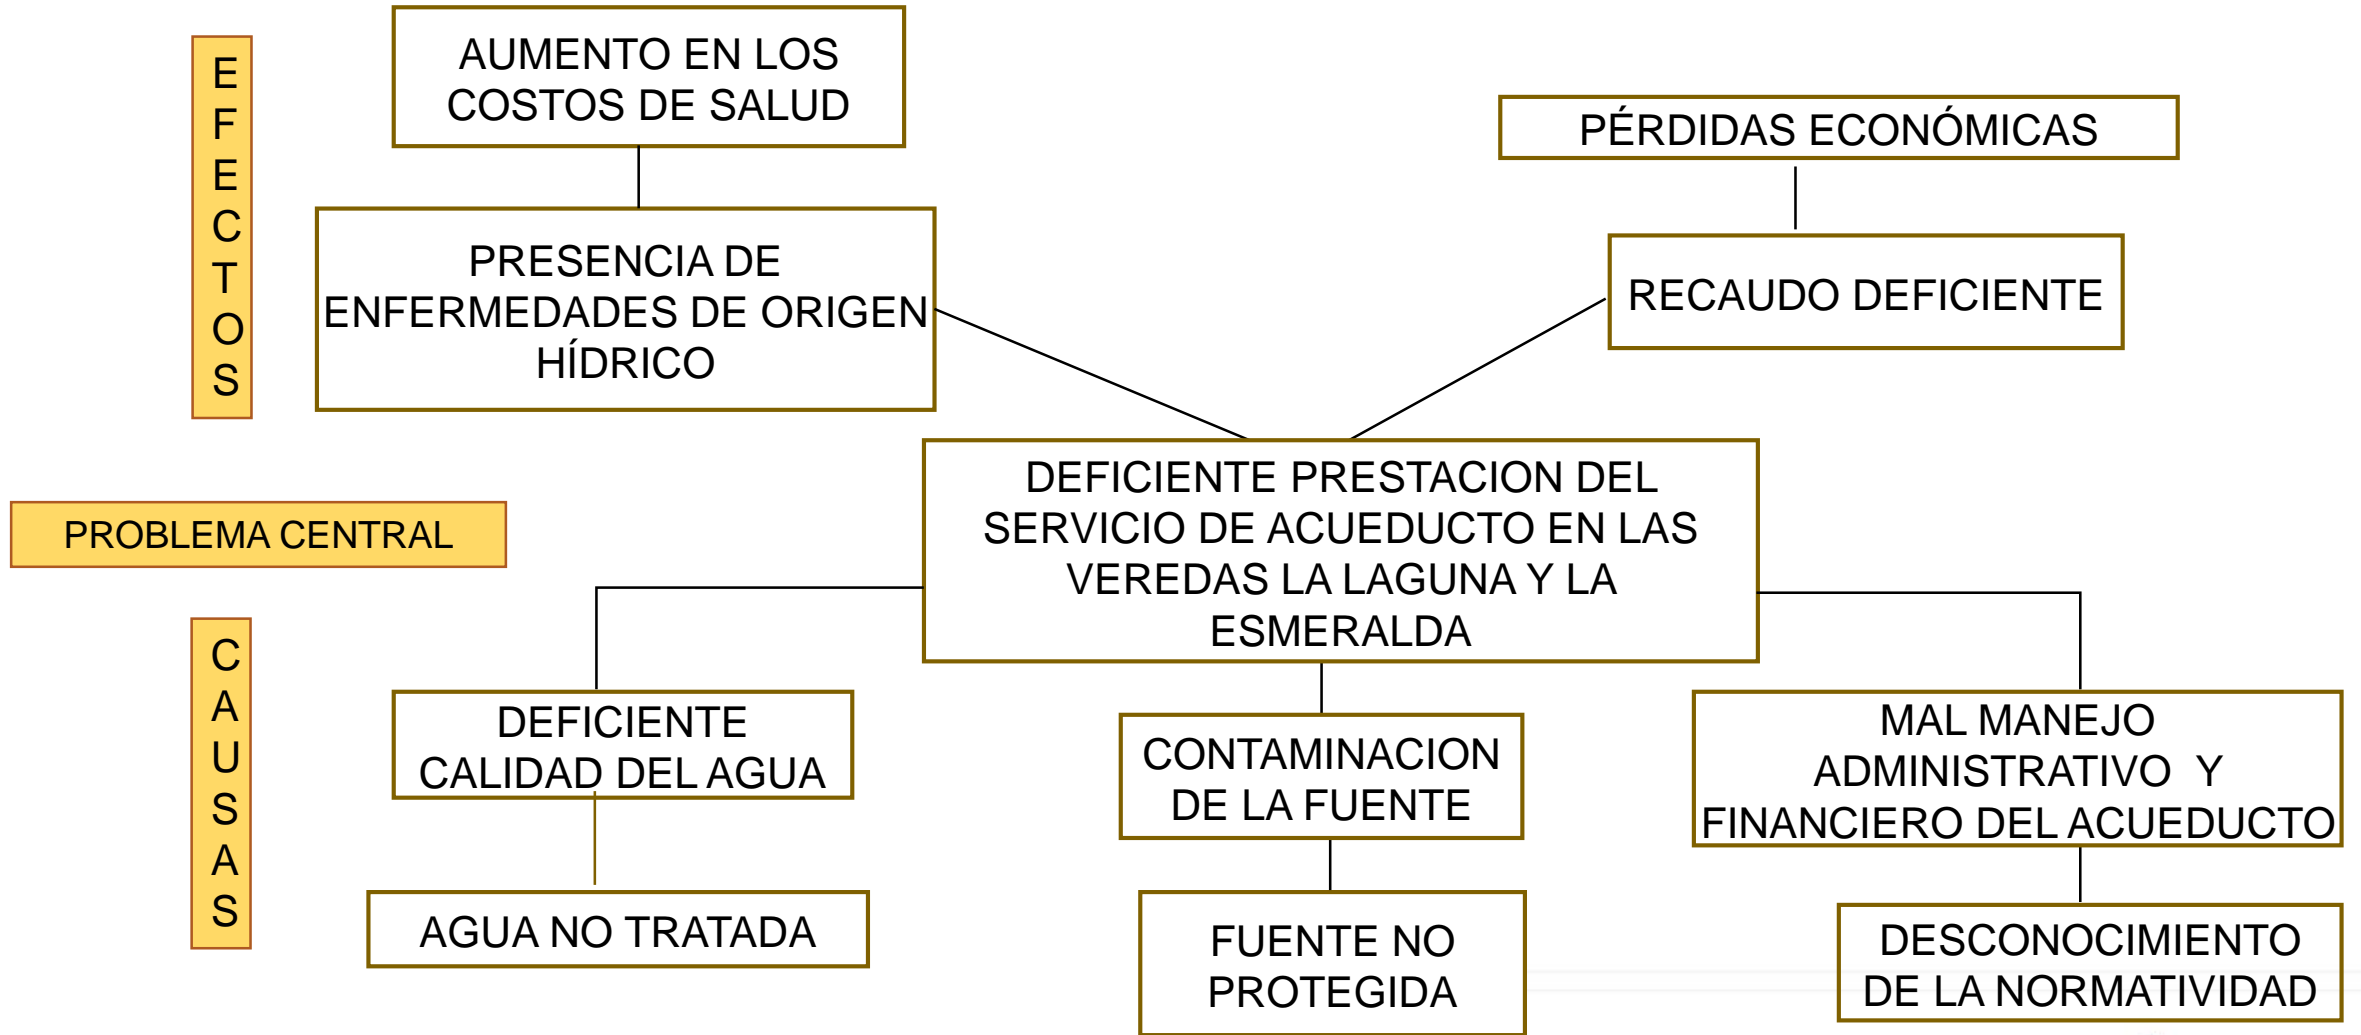 EFECTOS
AUMENTO EN LOS
COSTOS DE SALUD
PÉRDIDAS ECONÓMICAS
PRESENCIA DE
ENFERMEDADES DE ORIGEN
HÍDRICO
RECAUDO DEFICIENTE
PROBLEMA CENTRAL
DEFICIENTE PRESTACION DEL
SERVICIO DE ACUEDUCTO EN LAS
VEREDAS LA LAGUNA Y LA
ESMERALDA
CAUSAS
DEFICIENTE
CALIDAD DEL AGUA
CONTAMINACION
DE LA FUENTE
MAL MANEJO
ADMINISTRATIVO Y
FINANCIERO DEL ACUEDUCTO
AGUA NO TRATADA
FUENTE NO
PROTEGIDA
DESCONOCIMIENTO
DE LA NORMATIVIDAD